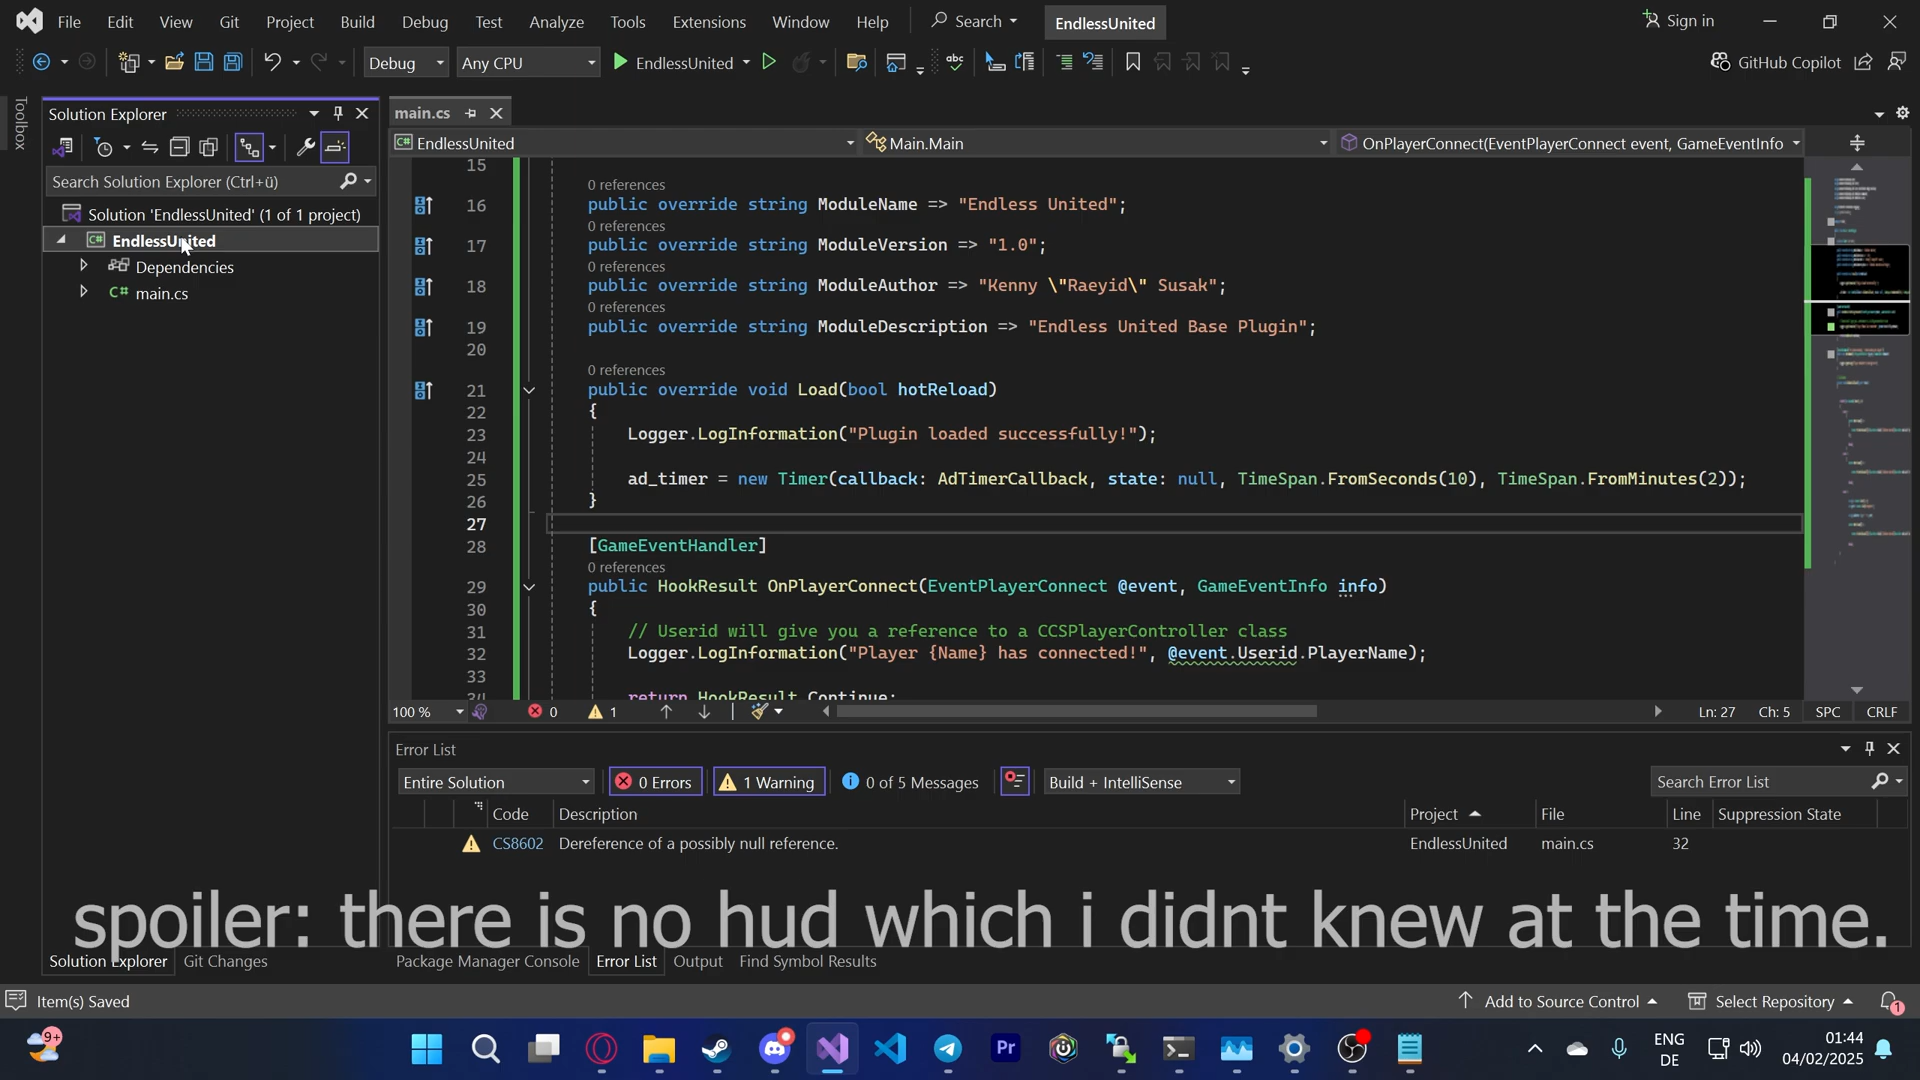 File Edit View Git Project Build Debug Test Analyze Tools Extensions Window Help Search EndlessUnited Sign in
Debug Any CPU EndlessUnited GitHub Copilot
Toolbox
Solution Explorer
Search Solution Explorer (Ctrl+ü)
Solution 'EndlessUnited' (1 of 1 project)
EndlessUnited
Dependencies
main.cs
main.cs
EndlessUnited Main.Main OnPlayerConnect(EventPlayerConnect event, GameEventInfo
15
0 references
16 public override string ModuleName => "Endless United";
0 references
17 public override string ModuleVersion => "1.0";
0 references
18 public override string ModuleAuthor => "Kenny \"Raeyid\" Susak";
0 references
19 public override string ModuleDescription => "Endless United Base Plugin";
20
0 references
21 public override void Load(bool hotReload)
22 {
23 Logger.LogInformation("Plugin loaded successfully!");
24
25 ad_timer = new Timer(callback: AdTimerCallback, state: null, TimeSpan.FromSeconds(10), TimeSpan.FromMinutes(2));
26 }
27
28 [GameEventHandler]
0 references
29 public HookResult OnPlayerConnect(EventPlayerConnect @event, GameEventInfo info)
30 {
31 // Userid will give you a reference to a CCSPlayerController class
32 Logger.LogInformation("Player {Name} has connected!", @event.Userid.PlayerName);
33
34 return HookResult.Continue;
100 % 0 1 Ln: 27 Ch: 5 SPC CRLF
Error List
Entire Solution 0 Errors 1 Warning 0 of 5 Messages Build + IntelliSense Search Error List
Code Description Project File Line Suppression State
CS8602 Dereference of a possibly null reference. EndlessUnited main.cs 32
spoiler: there is no hud which i didnt knew at the time.
Solution Explorer Git Changes Package Manager Console Error List Output Find Symbol Results
Item(s) Saved Add to Source Control Select Repository 1
9+ Pr ENG DE 01:44 04/02/2025